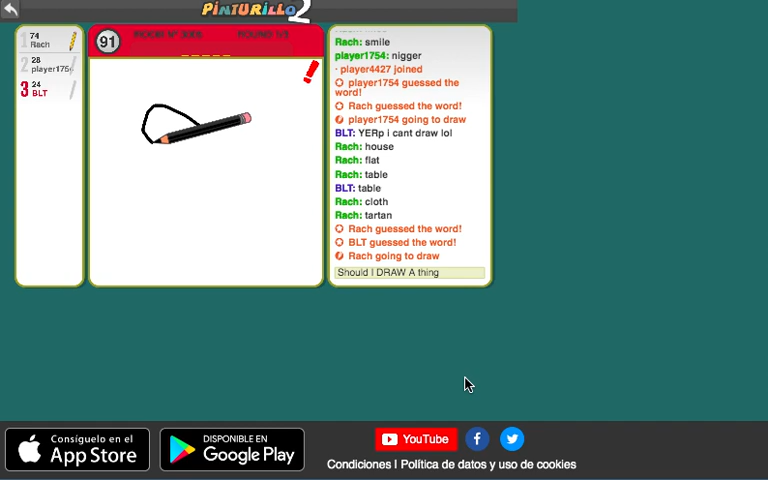 PiNTURiLLO 2
1 74
Rach
2 28
player1754
3 24
BLT
91
ROUND 1/3
Rach: smile
player1754: nigger
· player4427 joined
player1754 guessed the
word!
Rach guessed the word!
player1754 going to draw
BLT: YERp i cant draw lol
Rach: house
Rach: flat
Rach: table
BLT: table
Rach: cloth
Rach: tartan
Rach guessed the word!
BLT guessed the word!
Rach going to draw
Should I DRAW A thing
Consíguelo en el
App Store
DISPONIBLE EN
Google Play
YouTube
Condiciones I Política de datos y uso de cookies